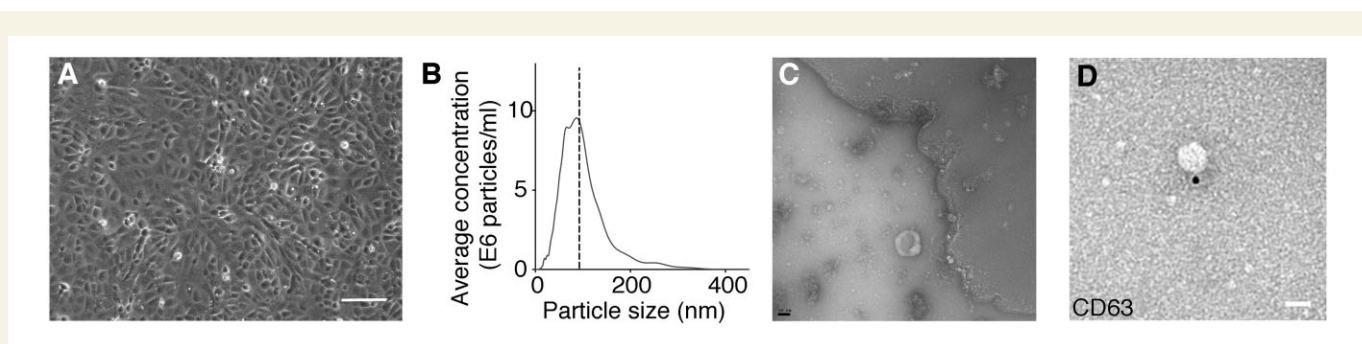 A
B
C
D
Average concentration
(E6 particles/ml)
10
5
0
0
200
400
Particle size (nm)
CD63